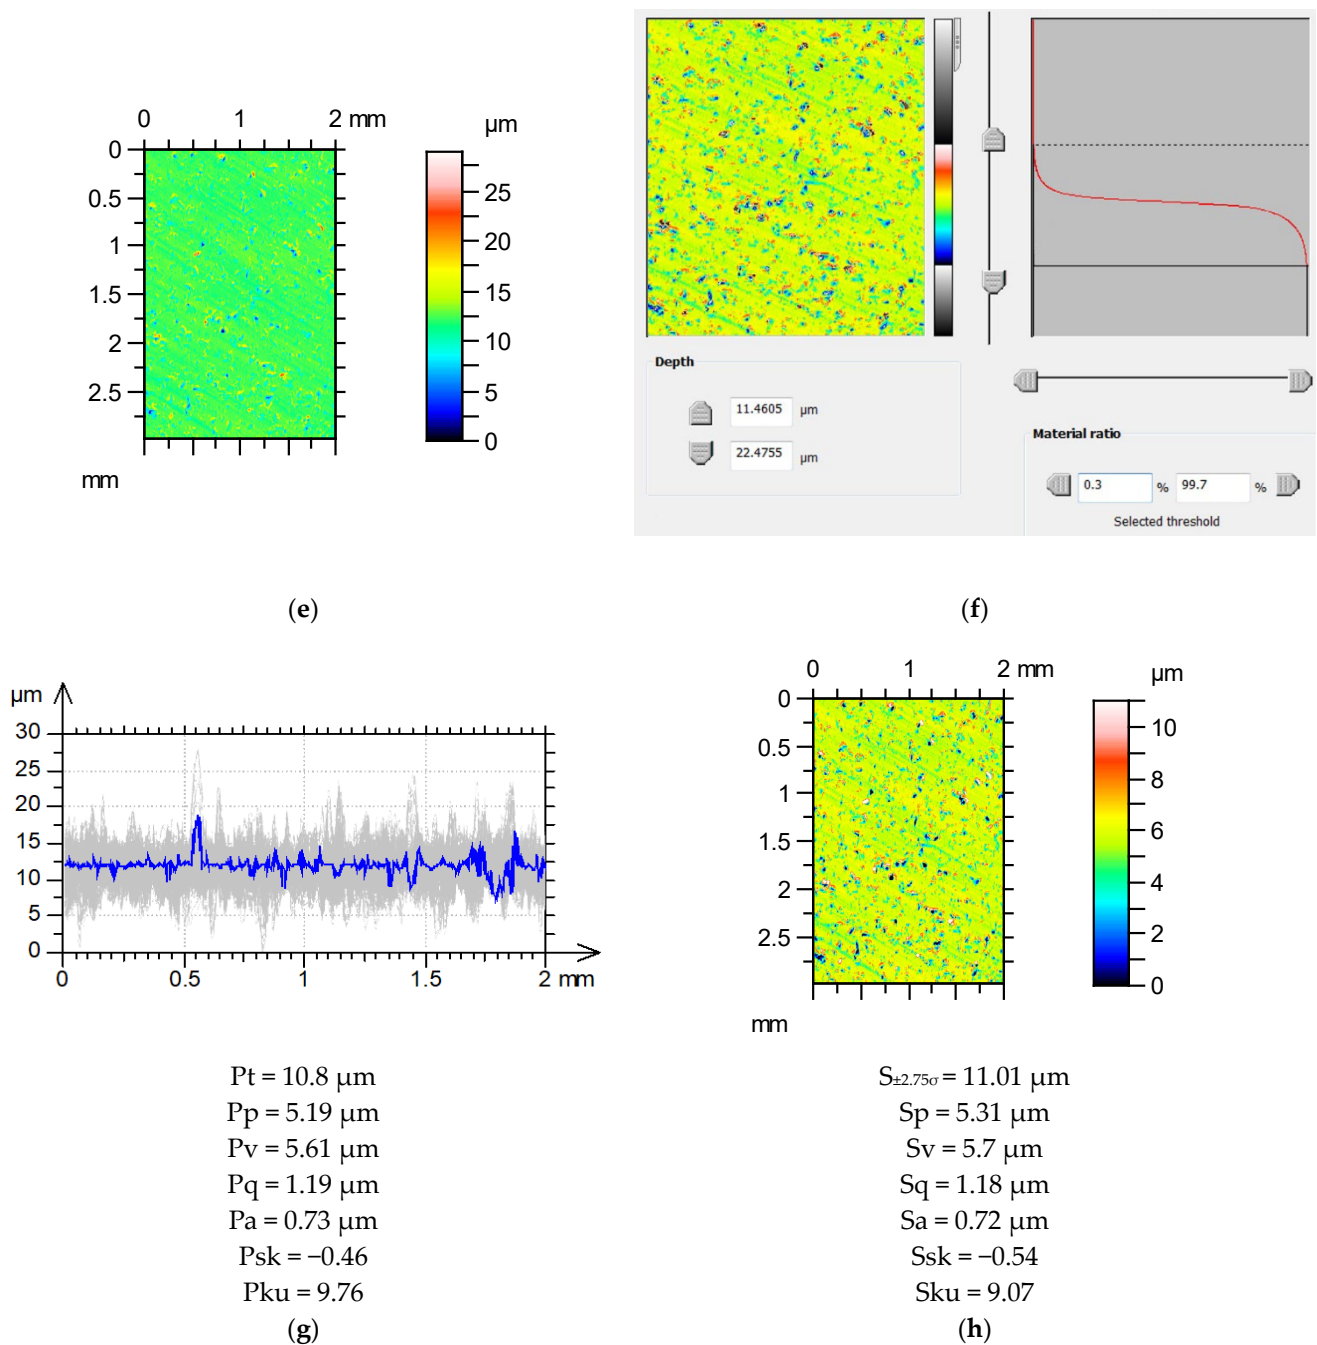 0 1 2 mm µm
0
0.5
1
1.5
2
2.5
mm
25
20
15
10
5
0
Depth
11.4605 µm
22.4755 µm
Material ratio
0.3 % 99.7 %
Selected threshold
(e)
(f)
µm
30
25
20
15
10
5
0
0 0.5 1 1.5 2 mm
0 1 2 mm µm
0
0.5
1
1.5
2
2.5
mm
10
8
6
4
2
0
Pt = 10.8 µm
Pp = 5.19 µm
Pv = 5.61 µm
Pq = 1.19 µm
Pa = 0.73 µm
Psk = −0.46
Pku = 9.76
(g)
S±2.75σ = 11.01 µm
Sp = 5.31 µm
Sv = 5.7 µm
Sq = 1.18 µm
Sa = 0.72 µm
Ssk = −0.54
Sku = 9.07
(h)